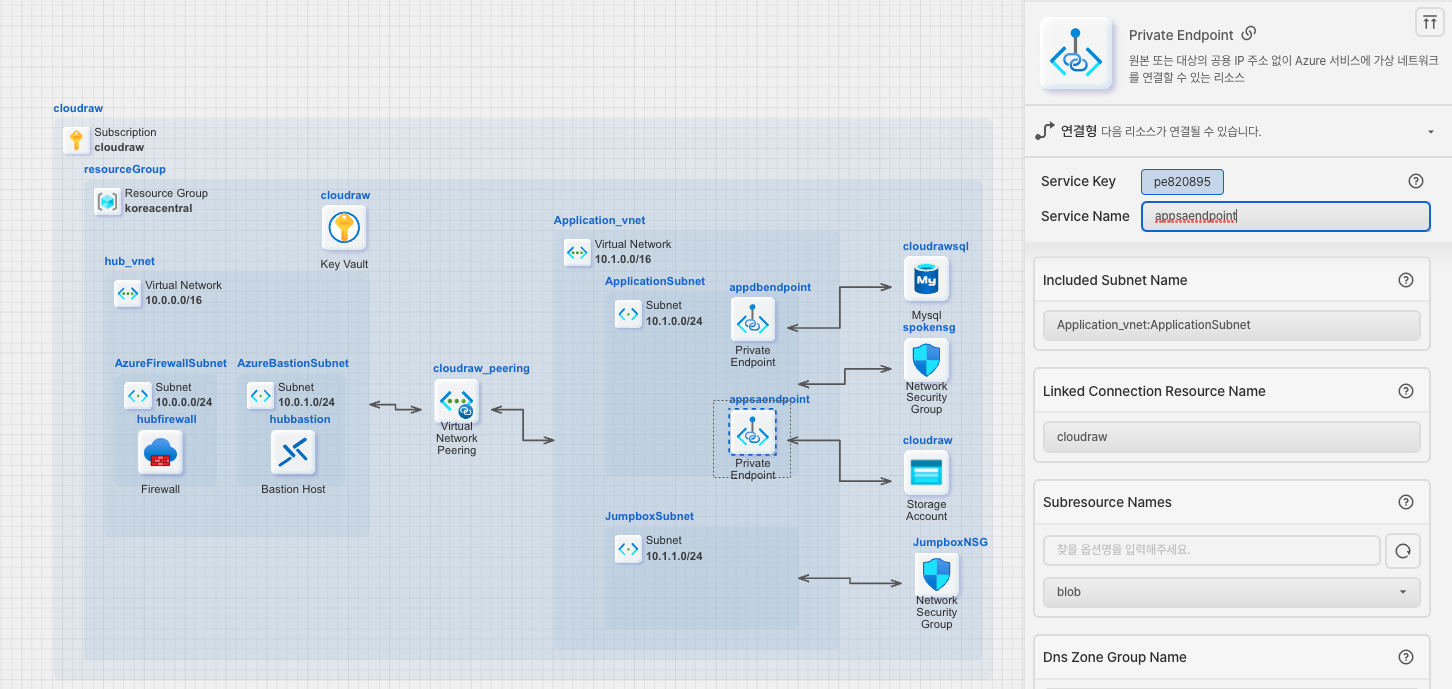 cloudraw
Subscription
cloudraw
resourceGroup
Resource Group
koreacentral
cloudraw
Key Vault
hub_vnet
Virtual Network
10.0.0.0/16
AzureFirewallSubnet
Subnet
10.0.0.0/24
hubfirewall
Firewall
AzureBastionSubnet
Subnet
10.0.1.0/24
hubbastion
Bastion Host
cloudraw_peering
Virtual
Network
Peering
Application_vnet
Virtual Network
10.1.0.0/16
ApplicationSubnet
Subnet
10.1.0.0/24
appdbendpoint
Private
Endpoint
appsaendpoint
Private
Endpoint
JumpboxSubnet
Subnet
10.1.1.0/24
cloudrawsql
My
Mysql
spokensg
Network
Security
Group
cloudraw
Storage
Account
JumpboxNSG
Network
Security
Group
Private Endpoint
원본 또는 대상의 공용 IP 주소 없이 Azure 서비스에 가상 네트워크
를 연결할 수 있는 리소스
연결형 다음 리소스가 연결될 수 있습니다.
Service Key pe820895
Service Name appsaendpoint
Included Subnet Name
Application_vnet:ApplicationSubnet
Linked Connection Resource Name
cloudraw
Subresource Names
찾을 옵션명을 입력해주세요.
blob
Dns Zone Group Name